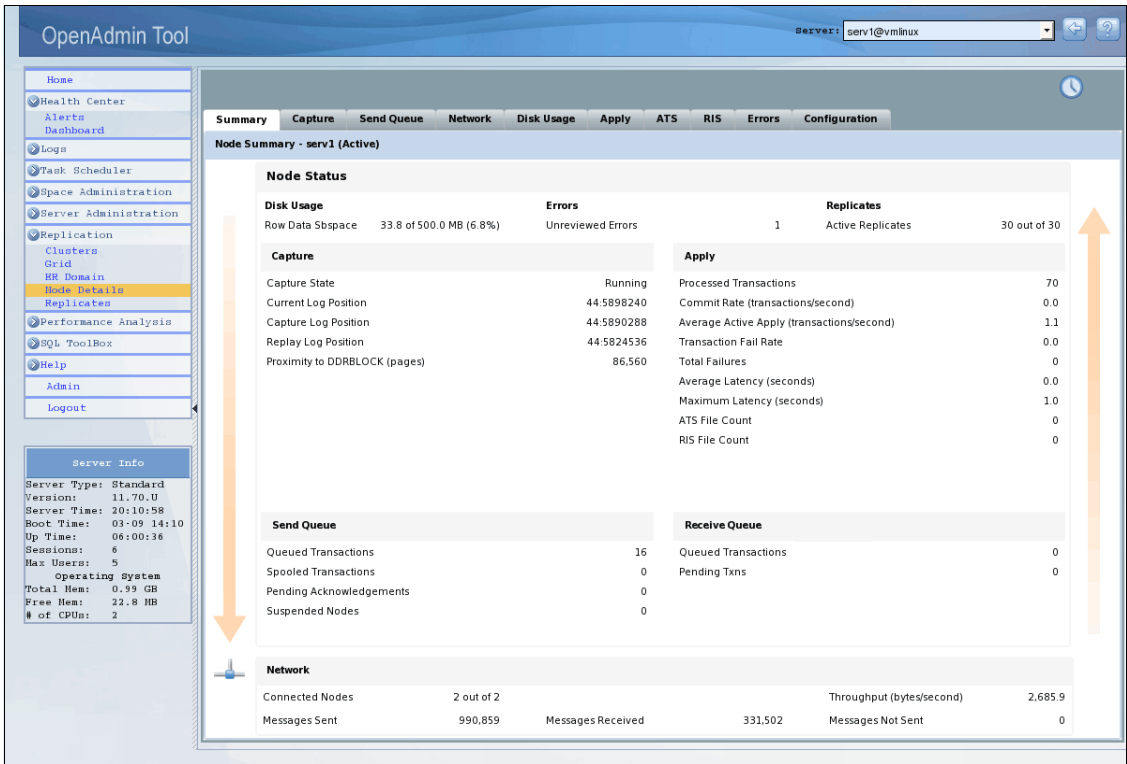 OpenAdmin Tool
Server: serv1@vmlinux
Home
Health Center
Alerts
Dashboard
Logs
Task Scheduler
Space Administration
Server Administration
Replication
Clusters
Grid
ER Domain
Node Details
Replicates
Performance Analysis
SQL ToolBox
Help
Admin
Logout
Server Info
Server Type: Standard
Version: 11.70.U
Server Time: 20:10:58
Boot Time: 03-09 14:10
Up Time: 06:00:36
Sessions: 6
Max Users: 5
Operating System
Total Mem: 0.99 GB
Free Mem: 22.8 MB
# of CPUs: 2
Summary Capture Send Queue Network Disk Usage Apply ATS RIS Errors Configuration
Node Summary - serv1 (Active)
Node Status
Disk Usage Errors Replicates
Row Data Sbspace 33.8 of 500.0 MB (6.8%) Unreviewed Errors 1 Active Replicates 30 out of 30
Capture
Capture State Running
Current Log Position 44:5898240
Capture Log Position 44:5890288
Replay Log Position 44:5824536
Proximity to DDRBLOCK (pages) 86,560
Apply
Processed Transactions 70
Commit Rate (transactions/second) 0.0
Average Active Apply (transactions/second) 1.1
Transaction Fail Rate 0.0
Total Failures 0
Average Latency (seconds) 0.0
Maximum Latency (seconds) 1.0
ATS File Count 0
RIS File Count 0
Send Queue
Queued Transactions 16
Spooled Transactions 0
Pending Acknowledgements 0
Suspended Nodes 0
Receive Queue
Queued Transactions 0
Pending Txns 0
Network
Connected Nodes 2 out of 2 Throughput (bytes/second) 2,685.9
Messages Sent 990,859 Messages Received 331,502 Messages Not Sent 0